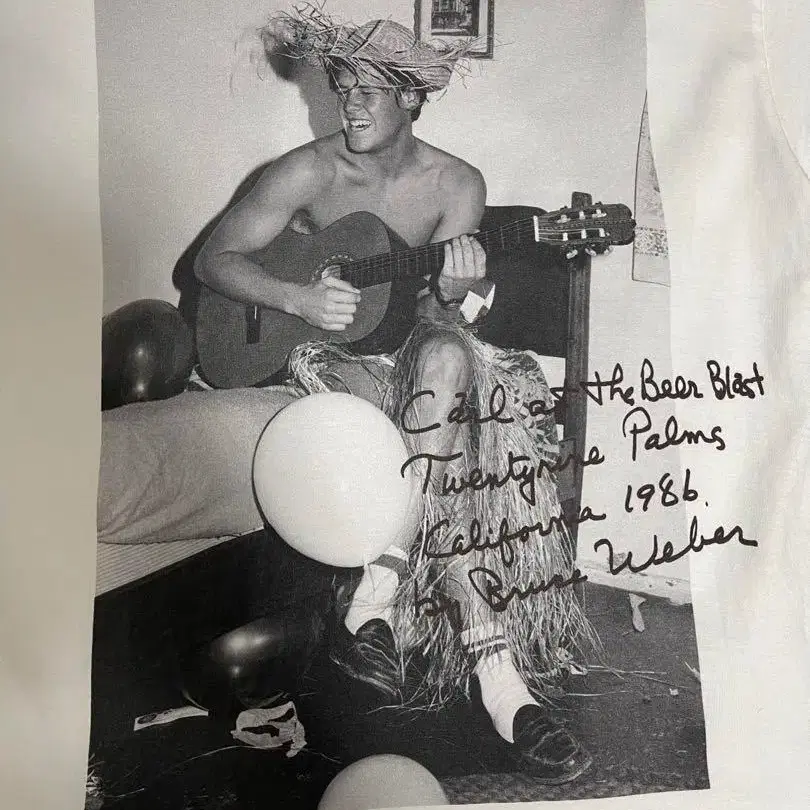 Carl at the Beer Blast
Twentynine Palms
California 1986.
by Bruce Weber